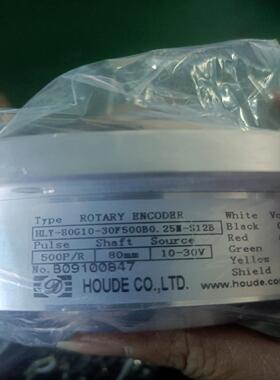 Type ROTARY ENCODER
HLY-80G10-30F500B0.25M-S12B
Pulse Shaft Source
500P/R 80mm 10-30V
No. B09100847
HOUDE CO., LTD.
White
Black
Red
Green
Yellow
Shield
www.houde.